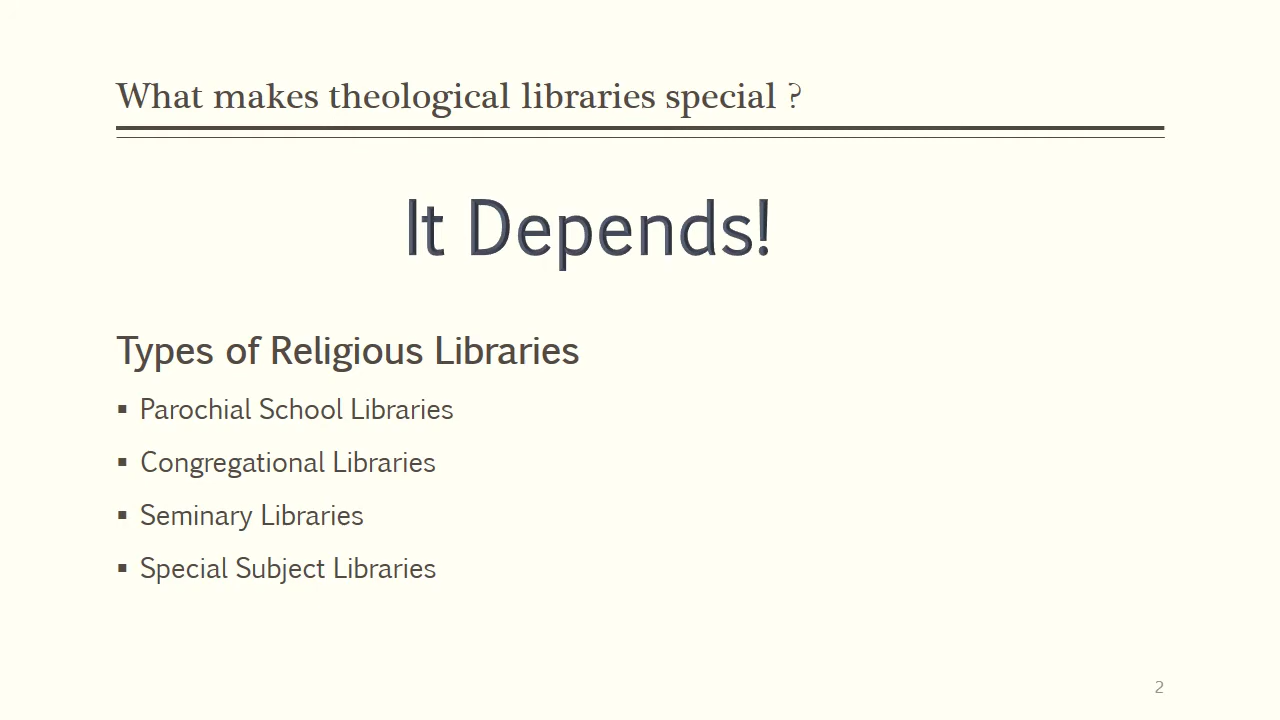 What makes theological libraries special ?
It Depends!
Types of Religious Libraries
▪ Parochial School Libraries
▪ Congregational Libraries
▪ Seminary Libraries
▪ Special Subject Libraries
2